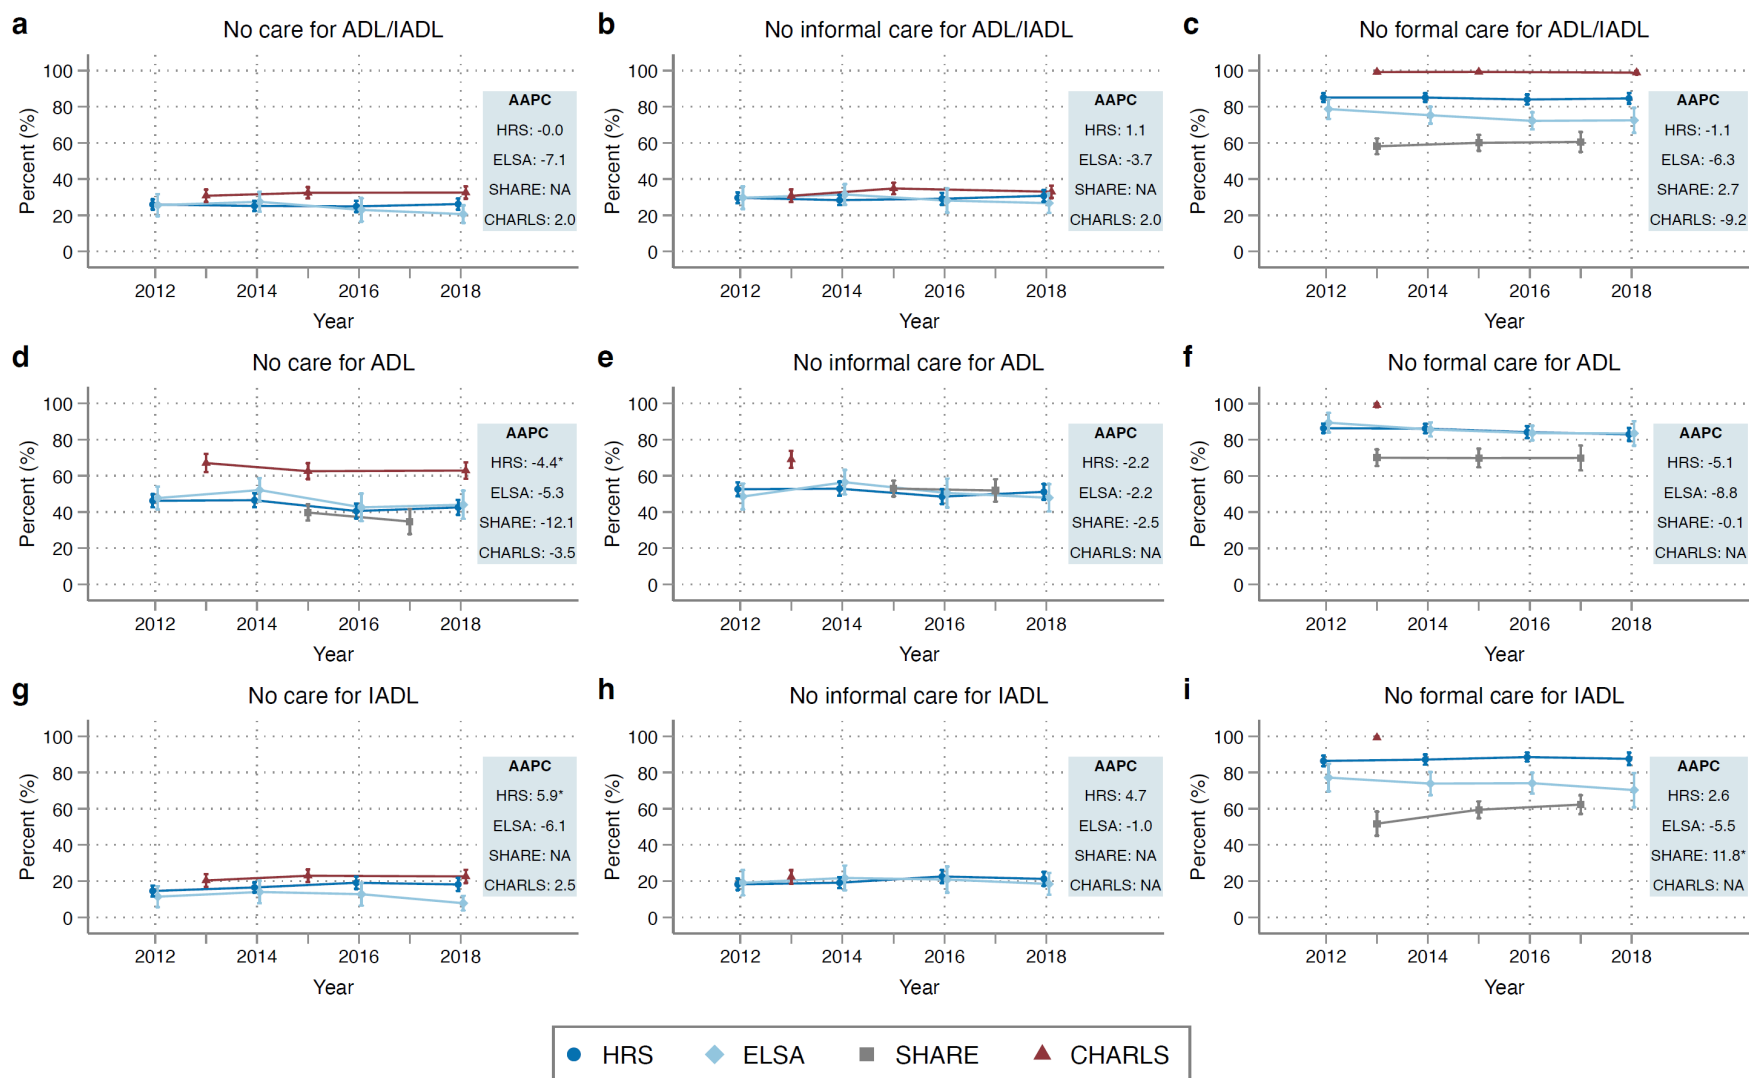 a
No care for ADL/IADL
Percent (%)
100
80
60
40
20
0
2012 2014 2016 2018
Year
AAPC
HRS: -0.0
ELSA: -7.1
SHARE: NA
CHARLS: 2.0
b
No informal care for ADL/IADL
Percent (%)
100
80
60
40
20
0
2012 2014 2016 2018
Year
AAPC
HRS: 1.1
ELSA: -3.7
SHARE: NA
CHARLS: 2.0
c
No formal care for ADL/IADL
Percent (%)
100
80
60
40
20
0
2012 2014 2016 2018
Year
AAPC
HRS: -1.1
ELSA: -6.3
SHARE: 2.7
CHARLS: -9.2
d
No care for ADL
Percent (%)
100
80
60
40
20
0
2012 2014 2016 2018
Year
AAPC
HRS: -4.4*
ELSA: -5.3
SHARE: -12.1
CHARLS: -3.5
e
No informal care for ADL
Percent (%)
100
80
60
40
20
0
2012 2014 2016 2018
Year
AAPC
HRS: -2.2
ELSA: -2.2
SHARE: -2.5
CHARLS: NA
f
No formal care for ADL
Percent (%)
100
80
60
40
20
0
2012 2014 2016 2018
Year
AAPC
HRS: -5.1
ELSA: -8.8
SHARE: -0.1
CHARLS: NA
g
No care for IADL
Percent (%)
100
80
60
40
20
0
2012 2014 2016 2018
Year
AAPC
HRS: 5.9*
ELSA: -6.1
SHARE: NA
CHARLS: 2.5
h
No informal care for IADL
Percent (%)
100
80
60
40
20
0
2012 2014 2016 2018
Year
AAPC
HRS: 4.7
ELSA: -1.0
SHARE: NA
CHARLS: NA
i
No formal care for IADL
Percent (%)
100
80
60
40
20
0
2012 2014 2016 2018
Year
AAPC
HRS: 2.6
ELSA: -5.5
SHARE: 11.8*
CHARLS: NA
HRS ELSA SHARE CHARLS